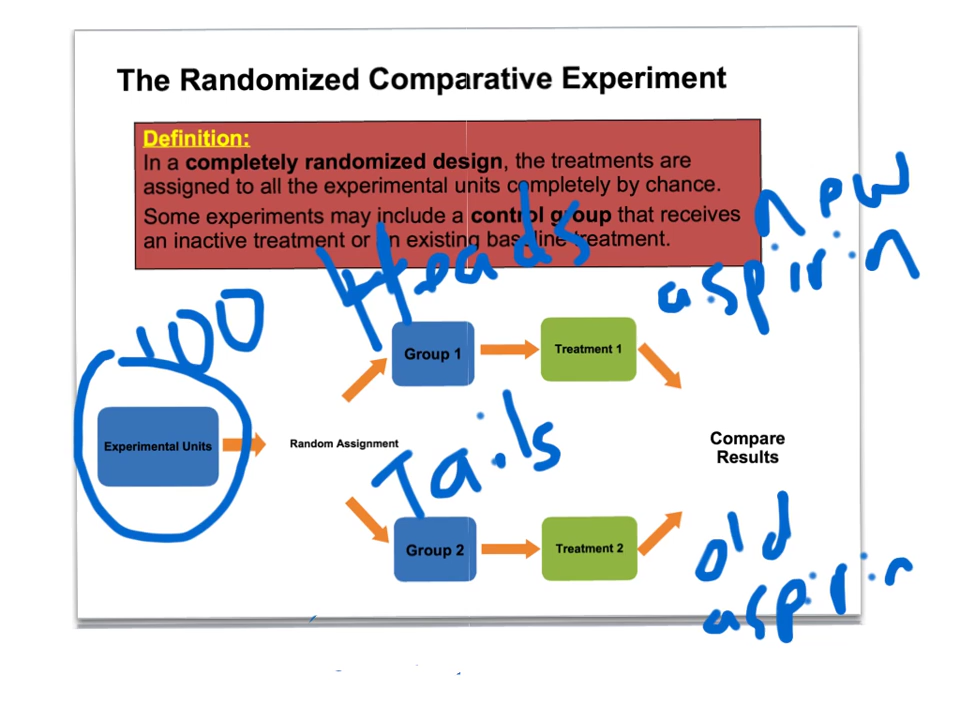 The Randomized Comparative Experiment
Definition:
In a completely randomized design, the treatments are
assigned to all the experimental units completely by chance.
Some experiments may include a control group that receives
an inactive treatment or an existing baseline treatment.
new
aspirin
Heads
100
Group 1
Treatment 1
Experimental Units
Random Assignment
Compare
Results
Tails
Group 2
Treatment 2
old
aspirin